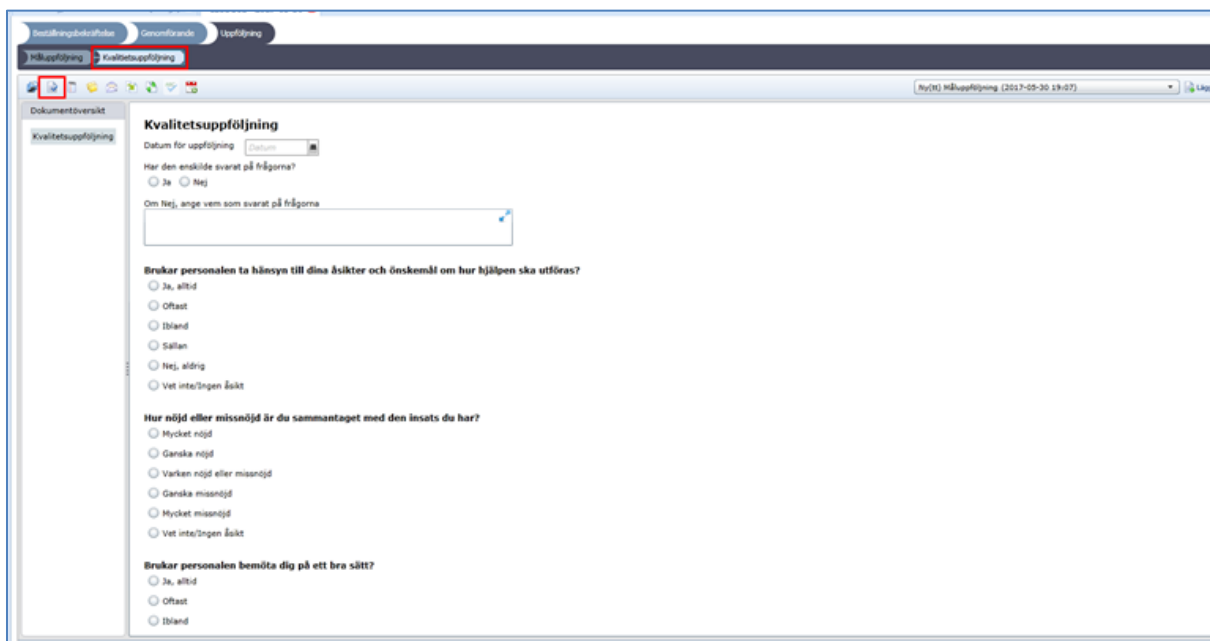 Beställningsbekräftelse Genomförande Uppföljning
Måluppföljning Kvalitetsuppföljning
Ny(tt) Måluppföljning (2017-05-30 19:07)
Dokumentöversikt
Kvalitetsuppföljning
Kvalitetsuppföljning
Datum för uppföljning Datum
Har den enskilde svarat på frågorna?
Ja Nej
Om Nej, ange vem som svarat på frågorna
Brukar personalen ta hänsyn till dina åsikter och önskemål om hur hjälpen ska utföras?
Ja, alltid
Oftast
Ibland
Sällan
Nej, aldrig
Vet inte/Ingen åsikt
Hur nöjd eller missnöjd är du sammantaget med den insats du har?
Mycket nöjd
Ganska nöjd
Varken nöjd eller missnöjd
Ganska missnöjd
Mycket missnöjd
Vet inte/Ingen åsikt
Brukar personalen bemöta dig på ett bra sätt?
Ja, alltid
Oftast
Ibland